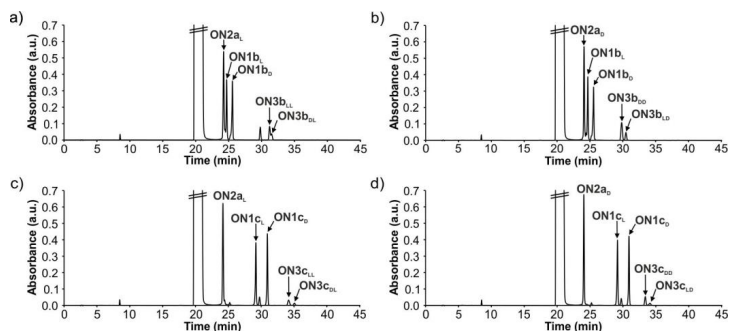 a)
Absorbance (a.u.)
0.7
0.6
0.5
0.4
0.3
0.2
0.1
0.0
ON2aL
ON1bL
ON1bD
ON3bLL
ON3bDL
0 5 10 15 20 25 30 35 40 45
Time (min)
b)
Absorbance (a.u.)
0.7
0.6
0.5
0.4
0.3
0.2
0.1
0.0
ON2aD
ON1bL
ON1bD
ON3bDD
ON3bLD
0 5 10 15 20 25 30 35 40 45
Time (min)
c)
Absorbance (a.u.)
0.7
0.6
0.5
0.4
0.3
0.2
0.1
0.0
ON2aL
ON1cL
ON1cD
ON3cLL
ON3cDL
0 5 10 15 20 25 30 35 40 45
Time (min)
d)
Absorbance (a.u.)
0.7
0.6
0.5
0.4
0.3
0.2
0.1
0.0
ON2aD
ON1cL
ON1cD
ON3cDD
ON3cLD
0 5 10 15 20 25 30 35 40 45
Time (min)